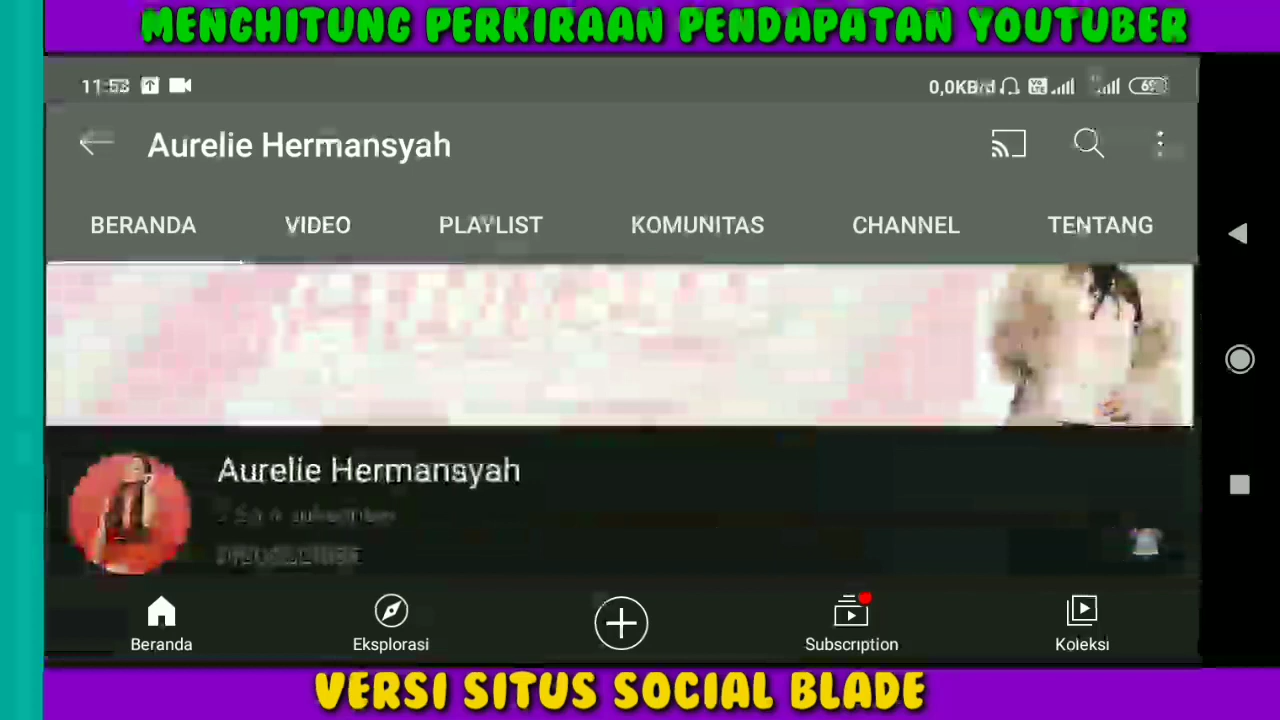 MENGHITUNG PERKIRAAN PENDAPATAN YOUTUBER
Aurelie Hermansyah
BERANDA VIDEO PLAYLIST KOMUNITAS CHANNEL TENTANG
Aurelie Hermansyah
Beranda Eksplorasi Subscription Koleksi
VERSI SITUS SOCIAL BLADE